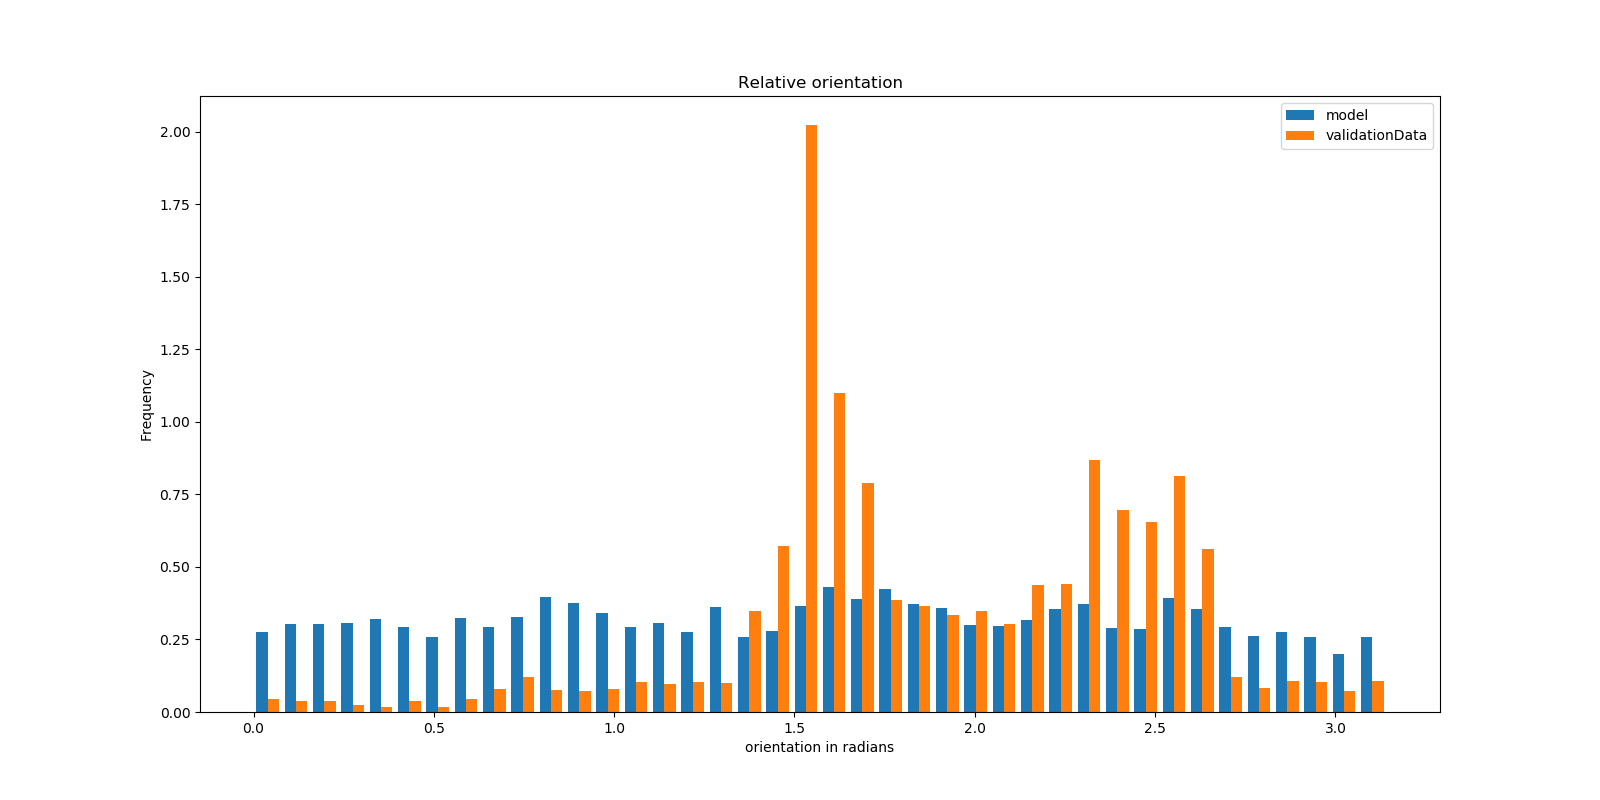 Relative orientation
model
validationData
Frequency
2.00
1.75
1.50
1.25
1.00
0.75
0.50
0.25
0.00
0.0 0.5 1.0 1.5 2.0 2.5 3.0
orientation in radians